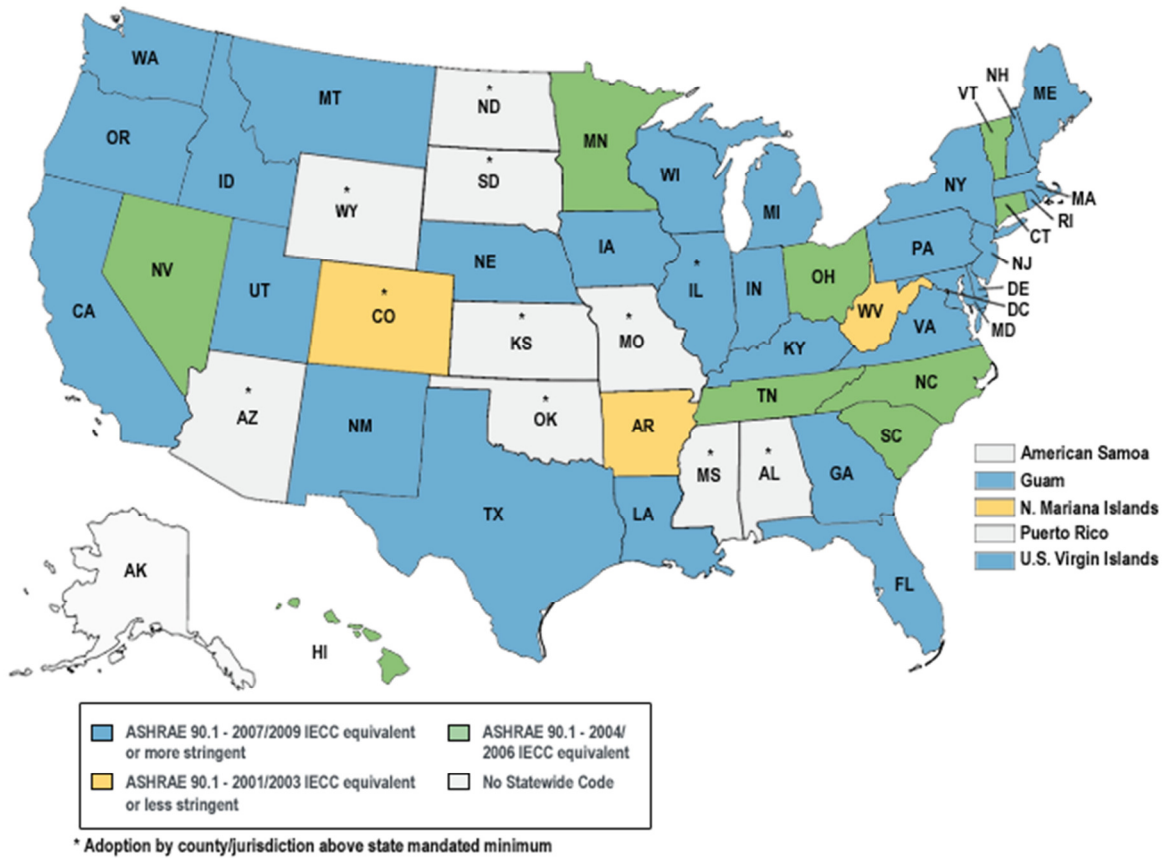 WA
MT
*
ND
MN
VT
NH
ME
OR
ID
*
SD
WI
NY
*
WY
MI
MA
RI
CT
NV
UT
NE
IA
*
IL
IN
OH
PA
NJ
DE
DC
MD
CA
*
CO
*
KS
*
MO
WV
VA
KY
*
AZ
NM
*
OK
AR
TN
NC
SC
*
MS
*
AL
GA
TX
LA
FL
AK
HI
American Samoa
Guam
N. Mariana Islands
Puerto Rico
U.S. Virgin Islands
ASHRAE 90.1 - 2007/2009 IECC equivalent
or more stringent
ASHRAE 90.1 - 2001/2003 IECC equivalent
or less stringent
ASHRAE 90.1 - 2004/
2006 IECC equivalent
No Statewide Code
* Adoption by county/jurisdiction above state mandated minimum